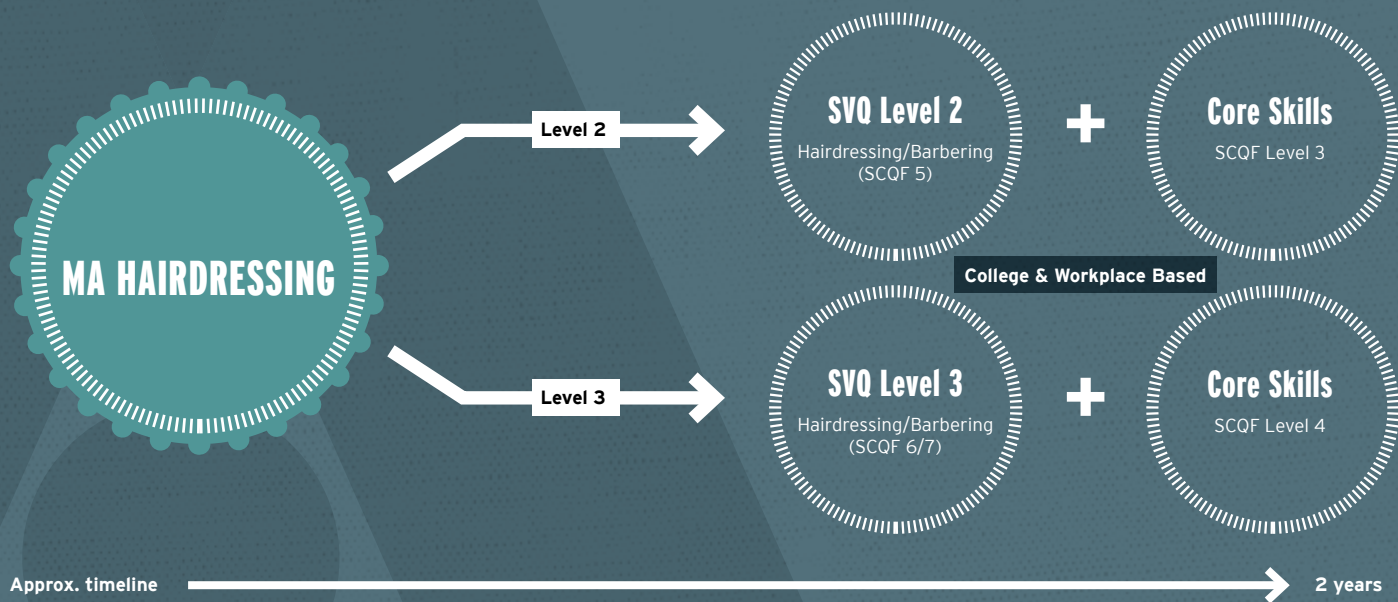 MA HAIRDRESSING
Level 2
SVQ Level 2
Hairdressing/Barbering
(SCQF 5)
+
Core Skills
SCQF Level 3
College & Workplace Based
Level 3
SVQ Level 3
Hairdressing/Barbering
(SCQF 6/7)
+
Core Skills
SCQF Level 4
Approx. timeline
2 years